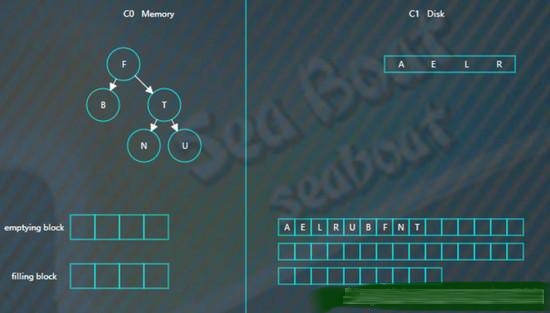 C0 Memory
C1 Disk
F
A E L R
B
T
N
U
Sea Boat
seaboat
emptying block
A E L R U B F N T
filling block